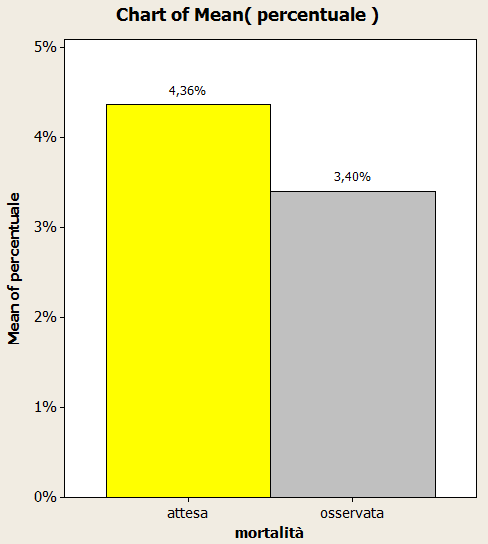 Chart of Mean( percentuale )
5%
4%
3%
2%
1%
0%
Mean of percentuale
4,36%
3,40%
attesa
osservata
mortalità